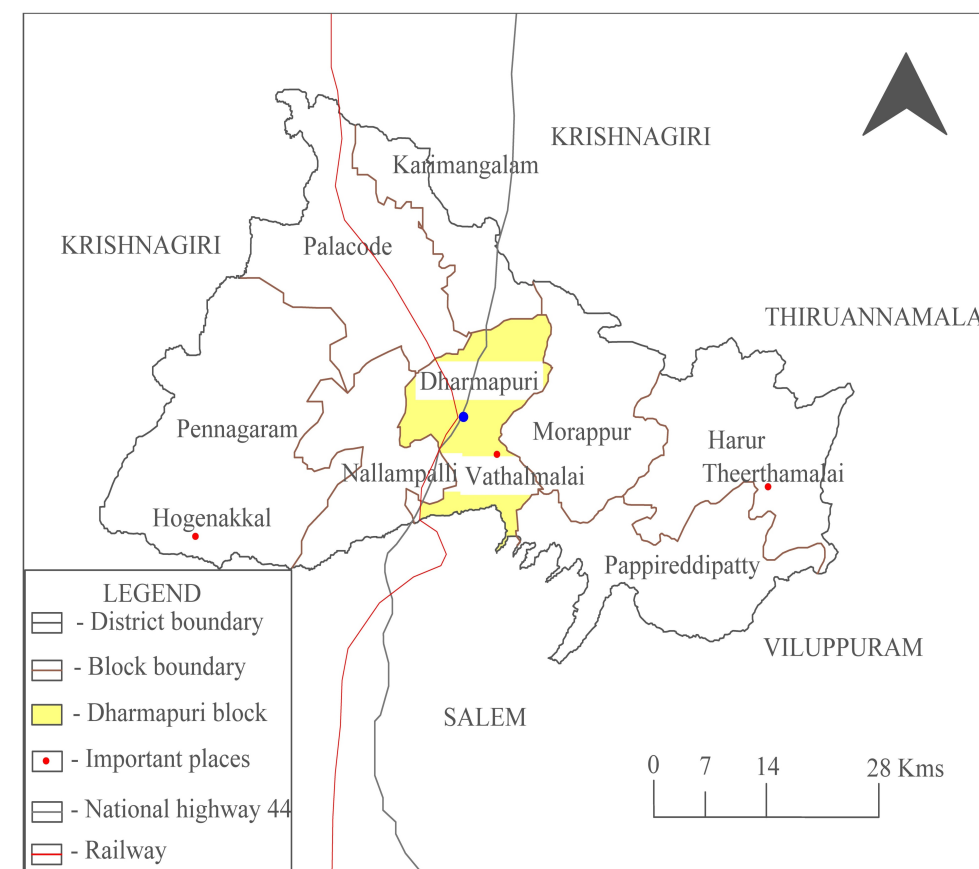 KRISHNAGIRI
Karimangalam
KRISHNAGIRI
Palacode
THIRUANNAMALA
Dharmapuri
Pennagaram
Morappur
Harur
Nallampalli
Vathalmalai
Theerthamalai
Hogenakkal
Pappireddipatty
LEGEND
- District boundary
- Block boundary
- Dharmapuri block
- Important places
- National highway 44
- Railway
VILUPPURAM
SALEM
0 7 14 28 Kms